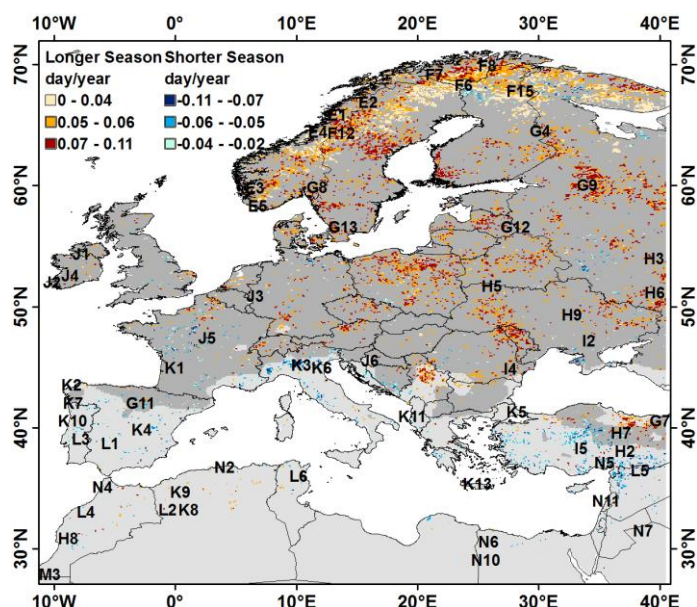 10°W 0° 10°E 20°E 30°E 40°E
Longer Season Shorter Season
day/year day/year
0 - 0.04 -0.11 - -0.07
0.05 - 0.06 -0.06 - -0.05
0.07 - 0.11 -0.04 - -0.02
70°N 70°N
F8
F7
F6
F15
E2
E1
E4 F12
G4
60°N 60°N
E3 G8 G9
E5
G13 G12
J1 H3
J4
J2 J3 H5 H6
50°N 50°N
H9
J5 I2
K1 K3 K6 J6 I4
K2
K7 G11 K11 K5 G7
40°N 40°N
K10 K4 H7
L3 L1 I5 H2
N5 L5
N2 L6
N4 K9 K13
L4 L2 K8 N11
H8 N6 N7
30°N 30°N
N10
M3
10°W 0° 10°E 20°E 30°E 40°E